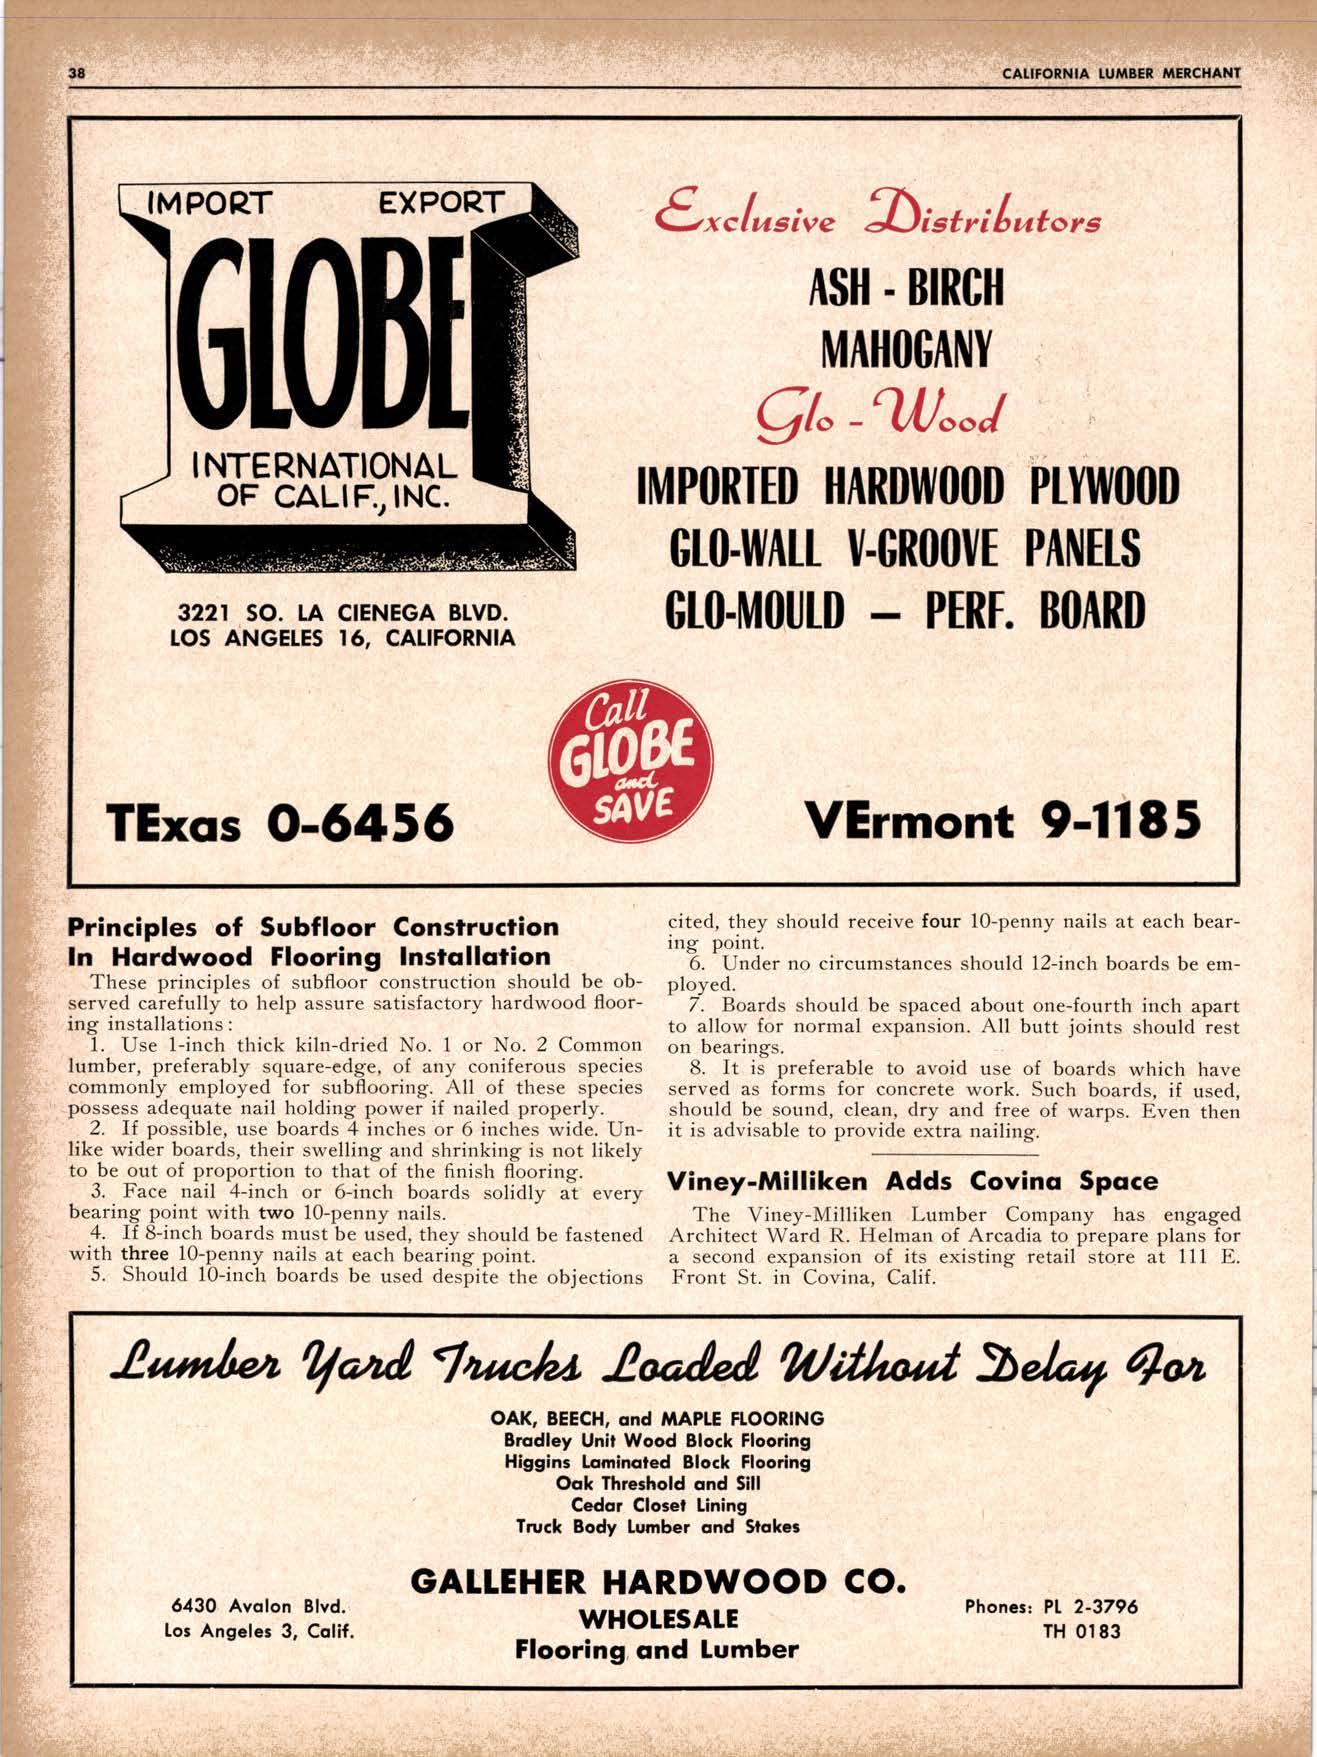 38
CALIFORNIA LUMBER MERCHANT
IMPORT EXPORT
GLOBE
INTERNATIONAL
OF CALIF., INC.
3221 SO. LA CIENEGA BLVD.
LOS ANGELES 16, CALIFORNIA
Exclusive Distributors
ASH - BIRCH
MAHOGANY
Glo - Wood
IMPORTED HARDWOOD PLYWOOD
GLO-WALL V-GROOVE PANELS
GLO-MOULD — PERF. BOARD
Call
GLOBE
and
SAVE
TExas 0-6456
VErmont 9-1185
Principles of Subfloor Construction
In Hardwood Flooring Installation
These principles of subfloor construction should be ob-
served carefully to help assure satisfactory hardwood floor-
ing installations:
1. Use 1-inch thick kiln-dried No. 1 or No. 2 Common
lumber, preferably square-edge, of any coniferous species
commonly employed for subflooring. All of these species
possess adequate nail holding power if nailed properly.
2. If possible, use boards 4 inches or 6 inches wide. Un-
like wider boards, their swelling and shrinking is not likely
to be out of proportion to that of the finish flooring.
3. Face nail 4-inch or 6-inch boards solidly at every
bearing point with two 10-penny nails.
4. If 8-inch boards must be used, they should be fastened
with three 10-penny nails at each bearing point.
5. Should 10-inch boards be used despite the objections
cited, they should receive four 10-penny nails at each bear-
ing point.
6. Under no circumstances should 12-inch boards be em-
ployed.
7. Boards should be spaced about one-fourth inch apart
to allow for normal expansion. All butt joints should rest
on bearings.
8. It is preferable to avoid use of boards which have
served as forms for concrete work. Such boards, if used,
should be sound, clean, dry and free of warps. Even then
it is advisable to provide extra nailing.
Viney-Milliken Adds Covina Space
The Viney-Milliken Lumber Company has engaged
Architect Ward R. Helman of Arcadia to prepare plans for
a second expansion of its existing retail store at 111 E.
Front St. in Covina, Calif.
Lumber Yard Trucks Loaded Without Delay For
OAK, BEECH, and MAPLE FLOORING
Bradley Unit Wood Block Flooring
Higgins Laminated Block Flooring
Oak Threshold and Sill
Cedar Closet Lining
Truck Body Lumber and Stakes
GALLEHER HARDWOOD CO.
WHOLESALE
Flooring and Lumber
6430 Avalon Blvd.
Los Angeles 3, Calif.
Phones: PL 2-3796
TH 0183